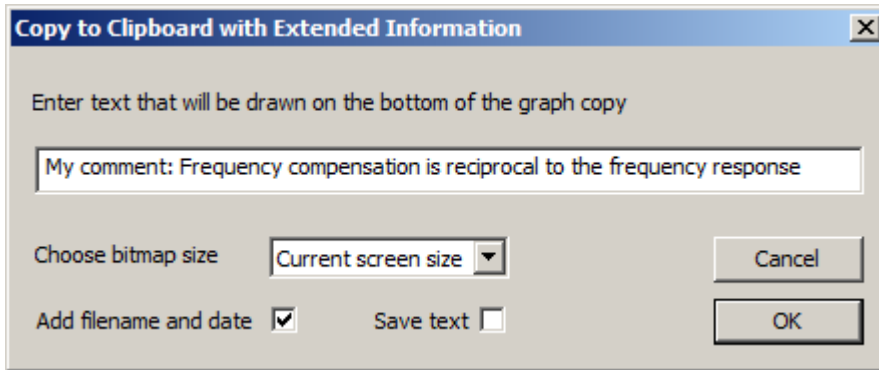 Copy to Clipboard with Extended Information
Enter text that will be drawn on the bottom of the graph copy
My comment: Frequency compensation is reciprocal to the frequency response
Choose bitmap size Current screen size Cancel
Add filename and date Save text OK